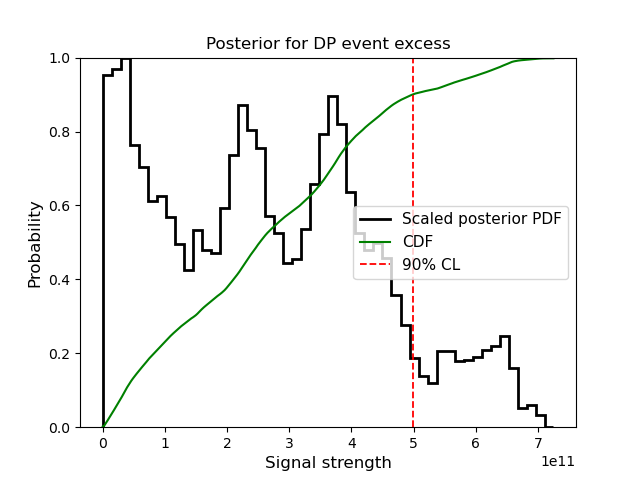 Posterior for DP event excess
1.0
0.8
0.6
0.4
0.2
0.0
Probability
Scaled posterior PDF
CDF
90% CL
0 1 2 3 4 5 6 7
1e11
Signal strength